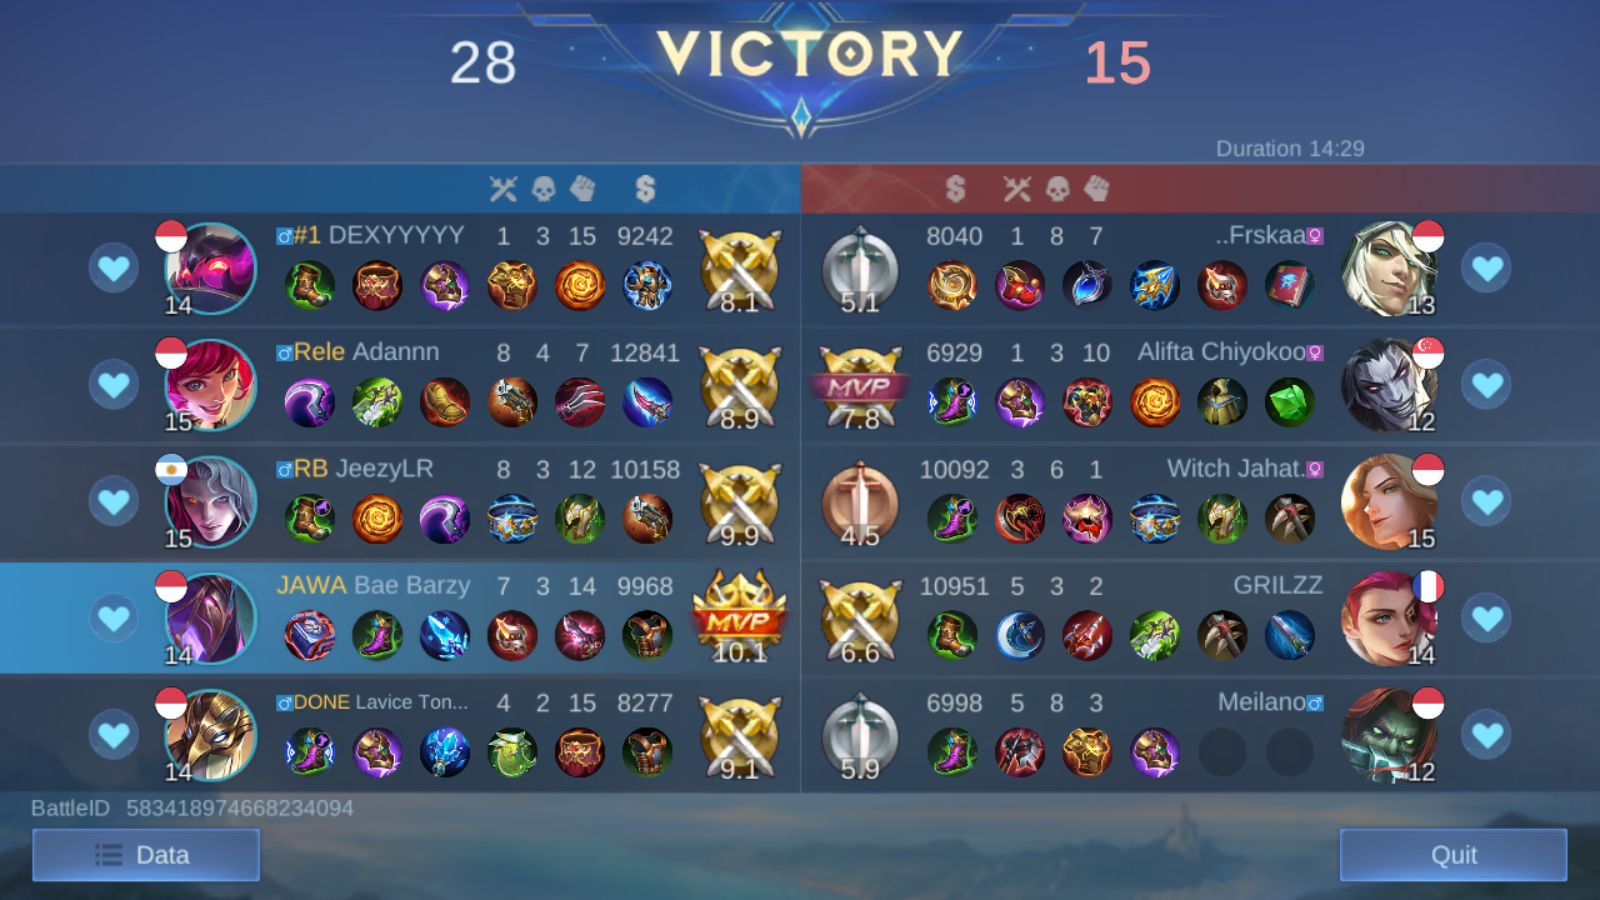 28 VICTORY 15
Duration 14:29
#1 DEXYYYYY 1 3 15 9242
14 8.1
5.1 8040 1 8 7 ..Frskaa
13
Rele Adannn 8 4 7 12841
15 8.9
MVP 6929 1 3 10 Alifta Chiyokoo
7.8 12
RB JeezyLR 8 3 12 10158
15 9.9
4.5 10092 3 6 1 Witch Jahat.
15
JAWA Bae Barzy 7 3 14 9968
MVP
14 10.1
6.6 10951 5 3 2 GRILZZ
14
DONE Lavice Ton... 4 2 15 8277
14 9.1
5.9 6998 5 8 3 Meilano
12
BattleID 583418974668234094
Data Quit